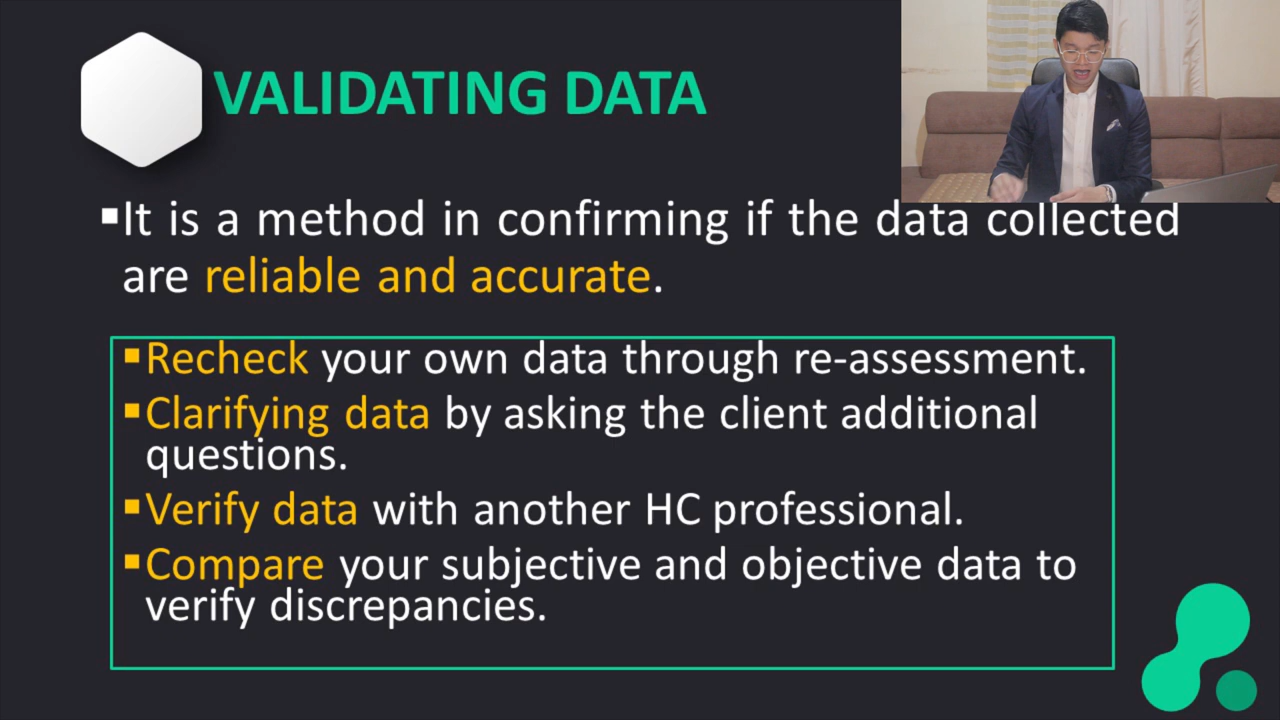 VALIDATING DATA
▪It is a method in confirming if the data collected
are reliable and accurate.
▪Recheck your own data through re-assessment.
▪Clarifying data by asking the client additional
questions.
▪Verify data with another HC professional.
▪Compare your subjective and objective data to
verify discrepancies.